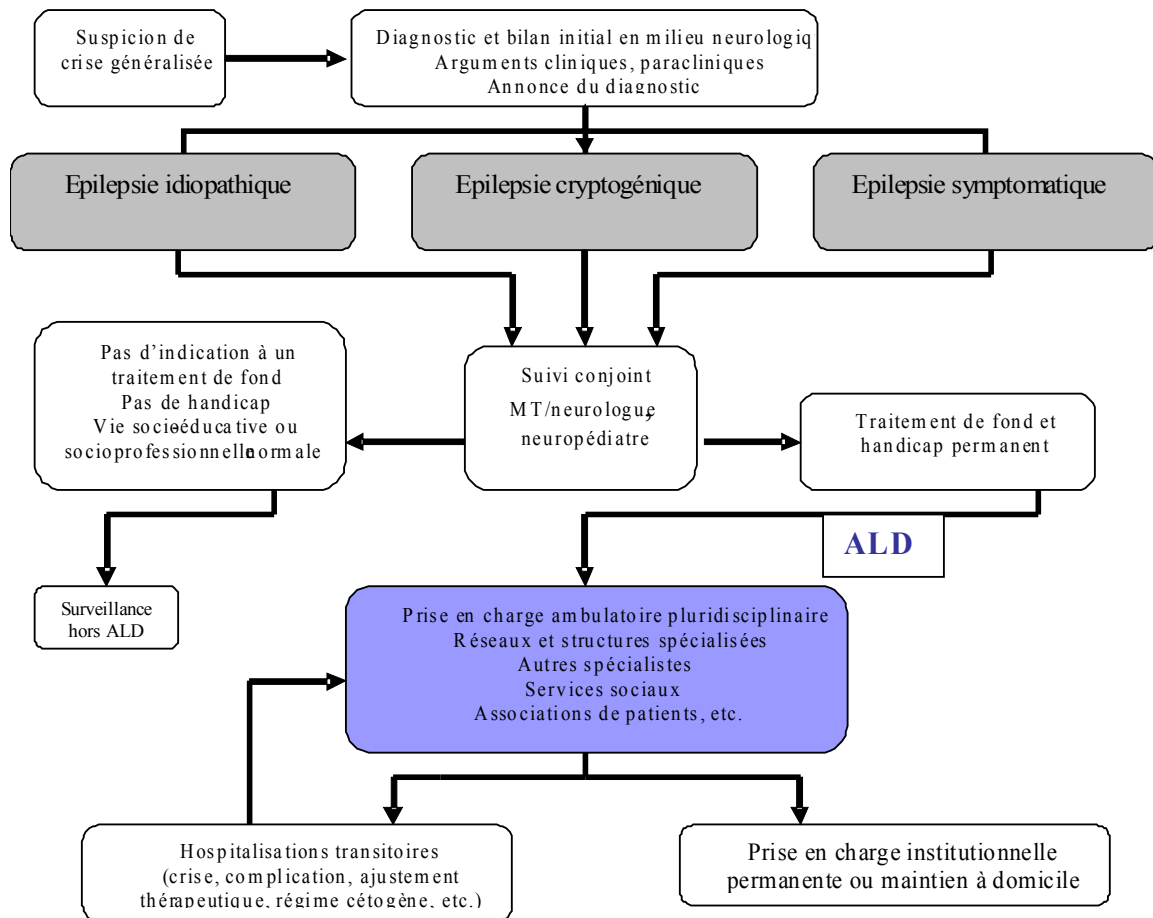 Suspicion de
crise généralisée
Diagnostic et bilan initial en milieu neurologiq
Arguments cliniques, paracliniques
Annonce du diagnostic
Epilepsie idiopathique
Epilepsie cryptogénique
Epilepsie symptomatique
Pas d'indication à un
traitement de fond
Pas de handicap
Vie socio-éducative ou
socioprofessionnelle normale
Suivi conjoint
MT/neurologue,
neuropédiatre
Traitement de fond et
handicap permanent
ALD
Surveillance
hors ALD
Prise en charge ambulatoire pluridisciplinaire
Réseaux et structures spécialisées
Autres spécialistes
Services sociaux
Associations de patients, etc.
Hospitalisations transitoires
(crise, complication, ajustement
thérapeutique, régime cétogène, etc.)
Prise en charge institutionnelle
permanente ou maintien à domicile